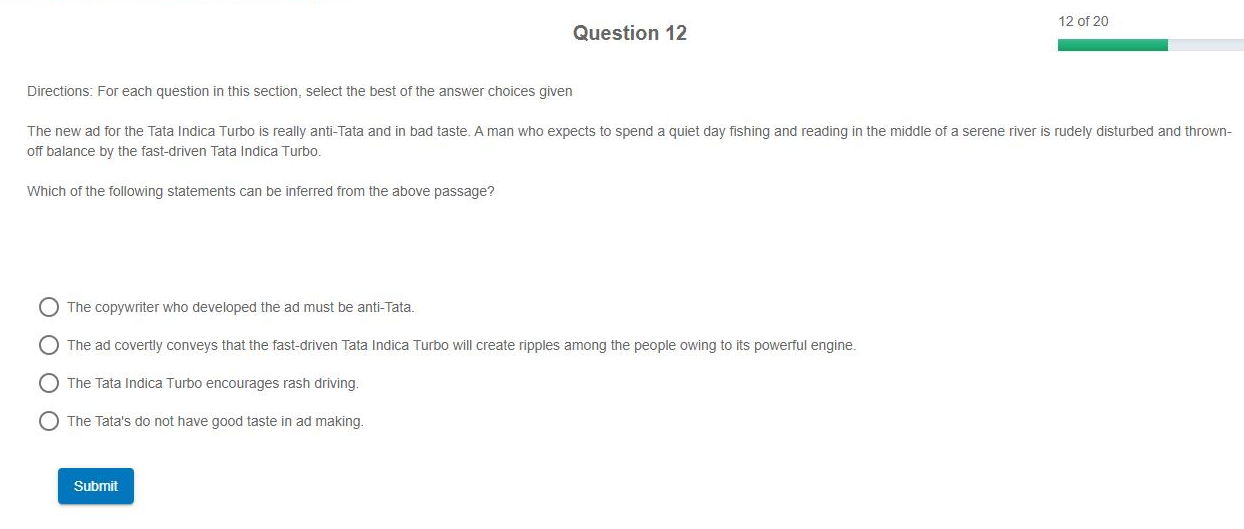 12 of 20
Question 12
Directions: For each question in this section, select the best of the answer choices given
The new ad for the Tata Indica Turbo is really anti-Tata and in bad taste. A man who expects to spend a quiet day fishing and reading in the middle of a serene river is rudely disturbed and thrown-
off balance by the fast-driven Tata Indica Turbo.
Which of the following statements can be inferred from the above passage?
The copywriter who developed the ad must be anti-Tata.
The ad covertly conveys that the fast-driven Tata Indica Turbo will create ripples among the people owing to its powerful engine.
The Tata Indica Turbo encourages rash driving.
The Tata's do not have good taste in ad making.
Submit